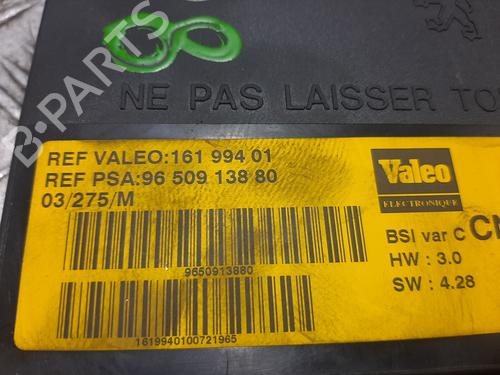 8
B-PARTS
NE PAS LAISSER
REF VALEO:161 994 01
REF PSA:96 509 138 80
03/275/M
Valeo
ELECTRONIQUE
BSI var C
HW : 3.0
SW : 4.28
9650913880
1619940100721965